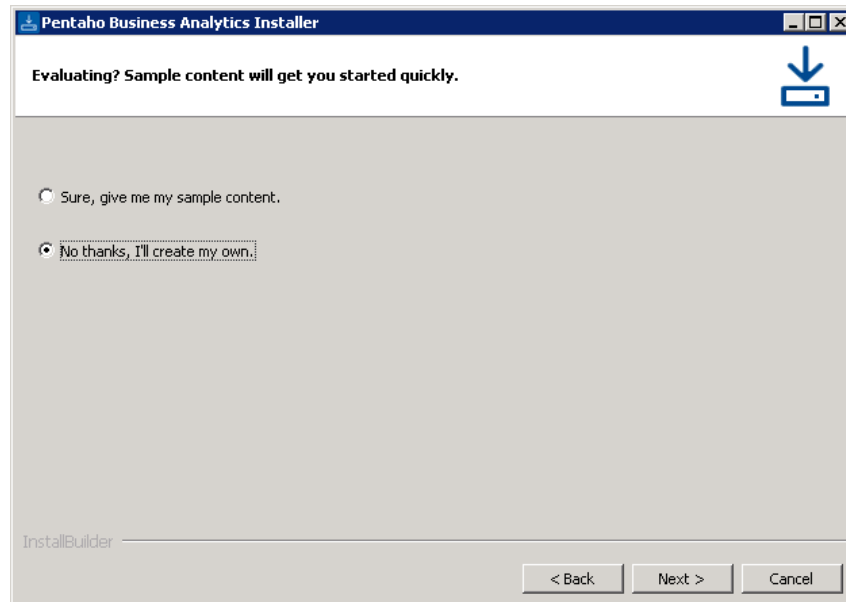 Pentaho Business Analytics Installer
Evaluating? Sample content will get you started quickly.
Sure, give me my sample content.
No thanks, I'll create my own.
InstallBuilder
< Back
Next >
Cancel